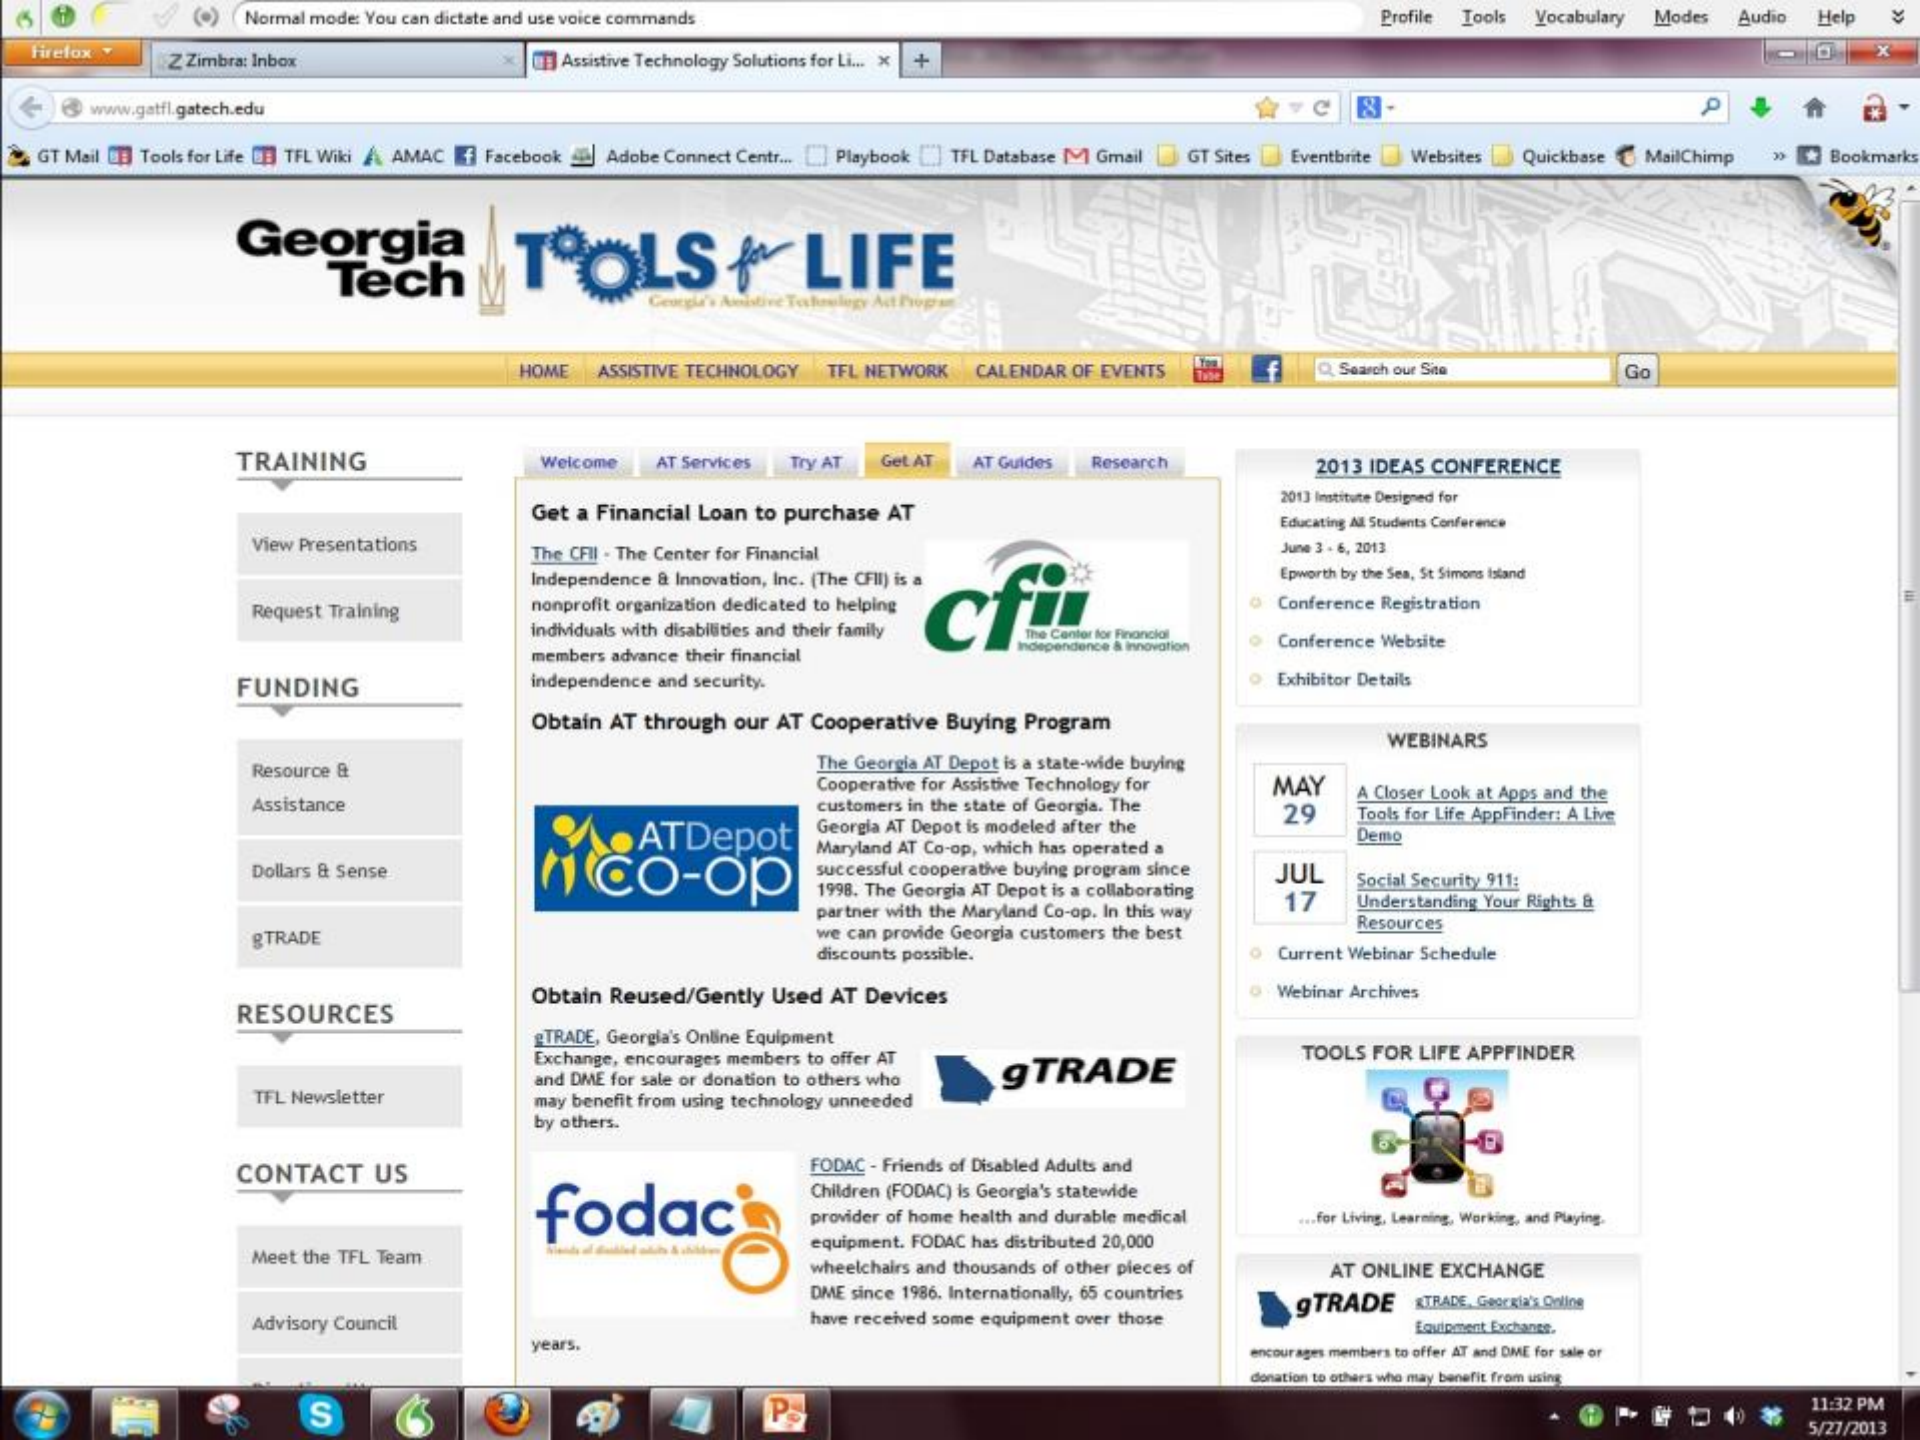 Normal mode: You can dictate and use voice commands
Profile Tools Vocabulary Modes Audio Help
Firefox
Zimbra: Inbox
Assistive Technology Solutions for Li...
www.gatfl.gatech.edu
GT Mail Tools for Life TFL Wiki AMAC Facebook Adobe Connect Centr... Playbook TFL Database Gmail GT Sites Eventbrite Websites Quickbase MailChimp » Bookmarks
Georgia
Tech
TOOLS for LIFE
Georgia's Assistive Technology Act Program
HOME ASSISTIVE TECHNOLOGY TFL NETWORK CALENDAR OF EVENTS You Tube f Search our Site Go
TRAINING
View Presentations
Request Training
FUNDING
Resource &
Assistance
Dollars & Sense
gTRADE
RESOURCES
TFL Newsletter
CONTACT US
Meet the TFL Team
Advisory Council
Welcome AT Services Try AT Get AT AT Guides Research
Get a Financial Loan to purchase AT
The CFII - The Center for Financial
Independence & Innovation, Inc. (The CFII) is a
nonprofit organization dedicated to helping
individuals with disabilities and their family
members advance their financial
independence and security.
cfii
The Center for Financial
Independence & Innovation
Obtain AT through our AT Cooperative Buying Program
ATDepot
CO-OP
The Georgia AT Depot is a state-wide buying
Cooperative for Assistive Technology for
customers in the state of Georgia. The
Georgia AT Depot is modeled after the
Maryland AT Co-op, which has operated a
successful cooperative buying program since
1998. The Georgia AT Depot is a collaborating
partner with the Maryland Co-op. In this way
we can provide Georgia customers the best
discounts possible.
Obtain Reused/Gently Used AT Devices
gTRADE, Georgia's Online Equipment
Exchange, encourages members to offer AT
and DME for sale or donation to others who
may benefit from using technology unneeded
by others.
gTRADE
fodac
friends of disabled adults & children
FODAC - Friends of Disabled Adults and
Children (FODAC) is Georgia's statewide
provider of home health and durable medical
equipment. FODAC has distributed 20,000
wheelchairs and thousands of other pieces of
DME since 1986. Internationally, 65 countries
have received some equipment over those
years.
2013 IDEAS CONFERENCE
2013 Institute Designed for
Educating All Students Conference
June 3 - 6, 2013
Epworth by the Sea, St Simons Island
Conference Registration
Conference Website
Exhibitor Details
WEBINARS
MAY
29
A Closer Look at Apps and the
Tools for Life AppFinder: A Live
Demo
JUL
17
Social Security 911:
Understanding Your Rights &
Resources
Current Webinar Schedule
Webinar Archives
TOOLS FOR LIFE APPFINDER
...for Living, Learning, Working, and Playing.
AT ONLINE EXCHANGE
gTRADE
gTRADE, Georgia's Online
Equipment Exchange,
encourages members to offer AT and DME for sale or
donation to others who may benefit from using
11:32 PM
5/27/2013